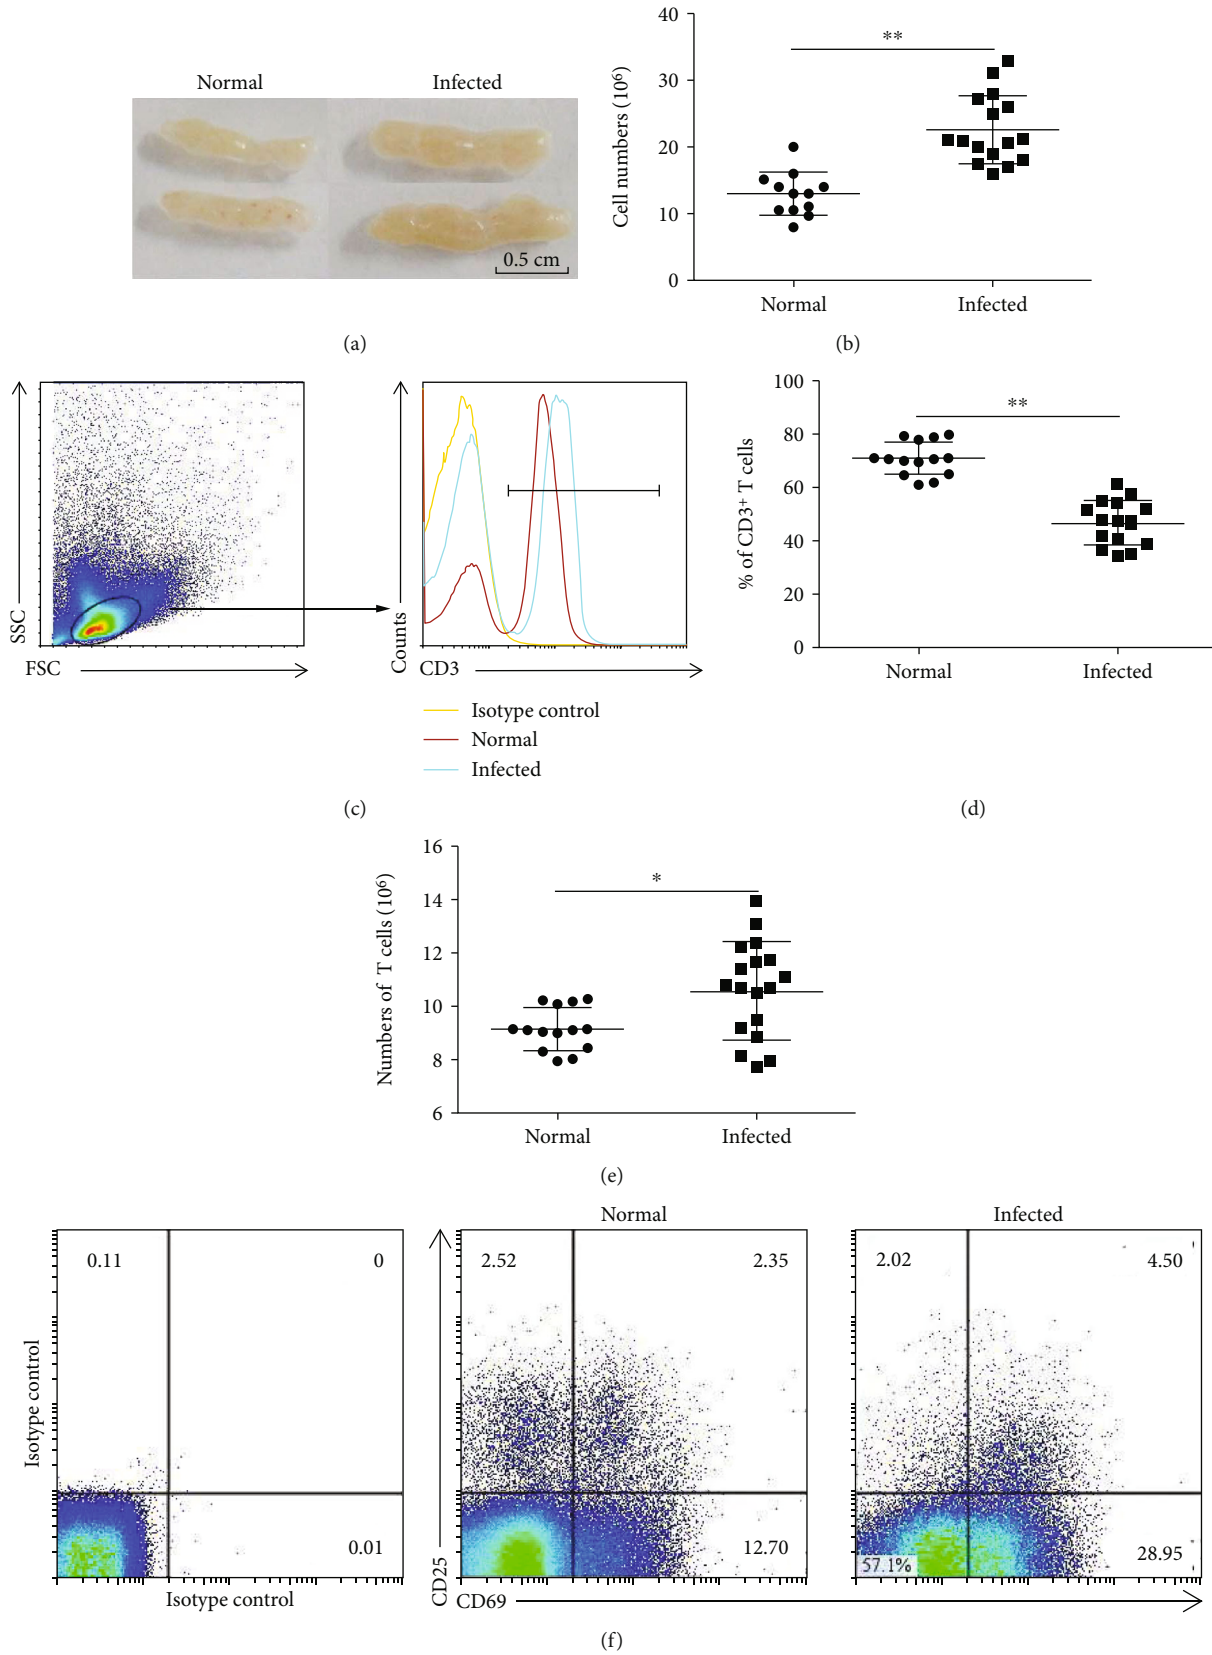 Normal
Infected
0.5 cm
(a)
Cell numbers (10⁶)
40
30
20
10
0
**
Normal
Infected
(b)
SSC
FSC
Counts
CD3
Isotype control
Normal
Infected
(c)
% of CD3⁺ T cells
100
80
60
40
20
0
**
Normal
Infected
(d)
Numbers of T cells (10⁶)
16
14
12
10
8
6
*
Normal
Infected
(e)
Isotype control
0.11
0
0.01
Isotype control
Normal
CD25
2.52
2.35
12.70
CD69
Infected
2.02
4.50
57.1%
28.95
(f)